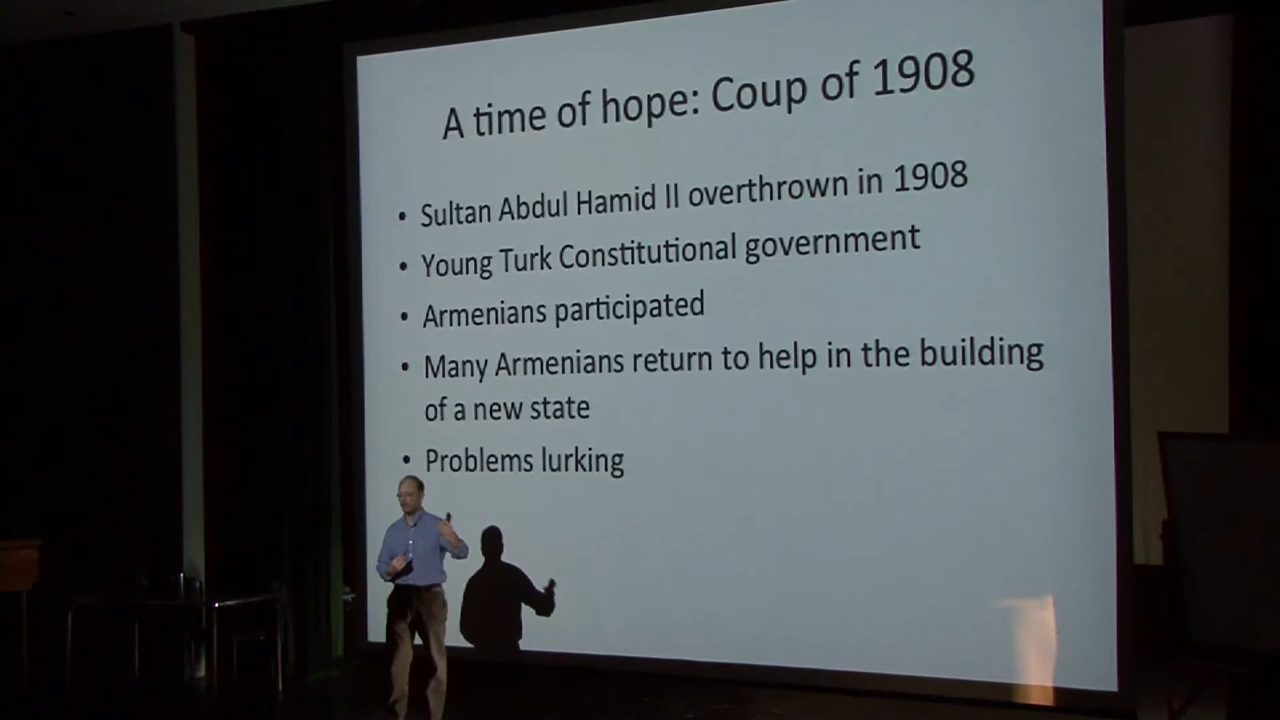 A time of hope: Coup of 1908
• Sultan Abdul Hamid II overthrown in 1908
• Young Turk Constitutional government
• Armenians participated
• Many Armenians return to help in the building
of a new state
• Problems lurking